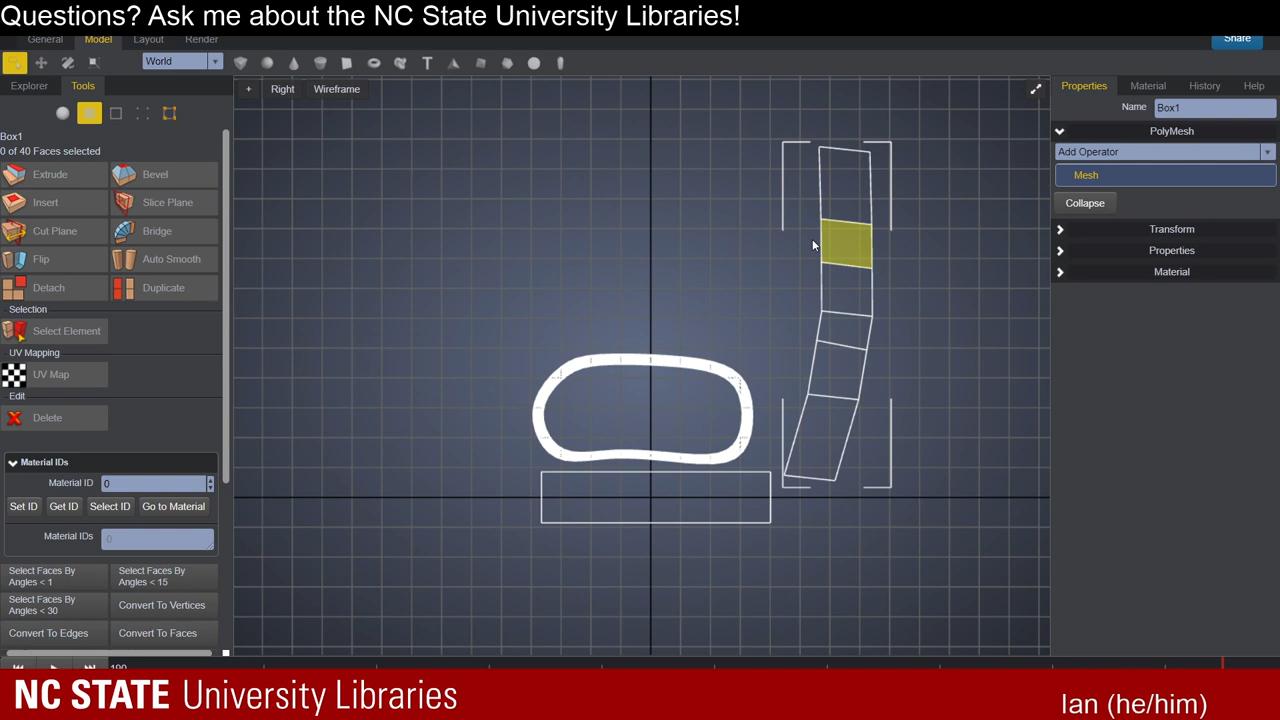 Questions? Ask me about the NC State University Libraries!
General Model Layout Render
Share
World
T
Explorer Tools
+ Right Wireframe
Properties Material History Help
Name Box1
PolyMesh
Add Operator
Mesh
Collapse
Transform
Properties
Material
Box1
0 of 40 Faces selected
Extrude Bevel
Insert Slice Plane
Cut Plane Bridge
Flip Auto Smooth
Detach Duplicate
Selection
Select Element
UV Mapping
UV Map
Edit
Delete
Material IDs
Material ID 0
Set ID Get ID Select ID Go to Material
Material IDs 0
Select Faces By Select Faces By
Angles < 1 Angles < 15
Select Faces By
Angles < 30 Convert To Vertices
Convert To Edges Convert To Faces
190
NC STATE University Libraries
Ian (he/him)